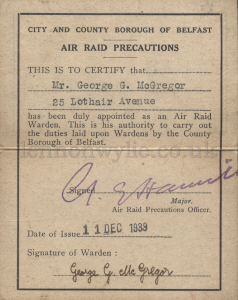 CITY AND COUNTY BOROUGH OF BELFAST
AIR RAID PRECAUTIONS
THIS IS TO CERTIFY that
Mr. George G. McGregor
25 Lothair Avenue
has been duly appointed as an Air Raid
Warden. This is his authority to carry out
the duties laid upon Wardens by the County
Borough of Belfast.
Signed
Major.
Air Raid Precautions Officer.
Date of Issue 11 DEC 1939
Signature of Warden:
George G. McGregor